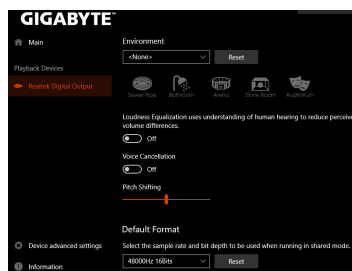 GIGABYTE™
Main
Playback Devices
Realtek Digital Output
Device advanced settings
Information
Environment
<None>
Reset
Sewer Pipe
Bathroom
Arena
Stone Room
Auditorium
Loudness Equalization uses understanding of human hearing to reduce perceive
volume differences.
Off
Voice Cancellation
Off
Pitch Shifting
Default Format
Select the sample rate and bit depth to be used when running in shared mode.
48000Hz 16Bits
Reset